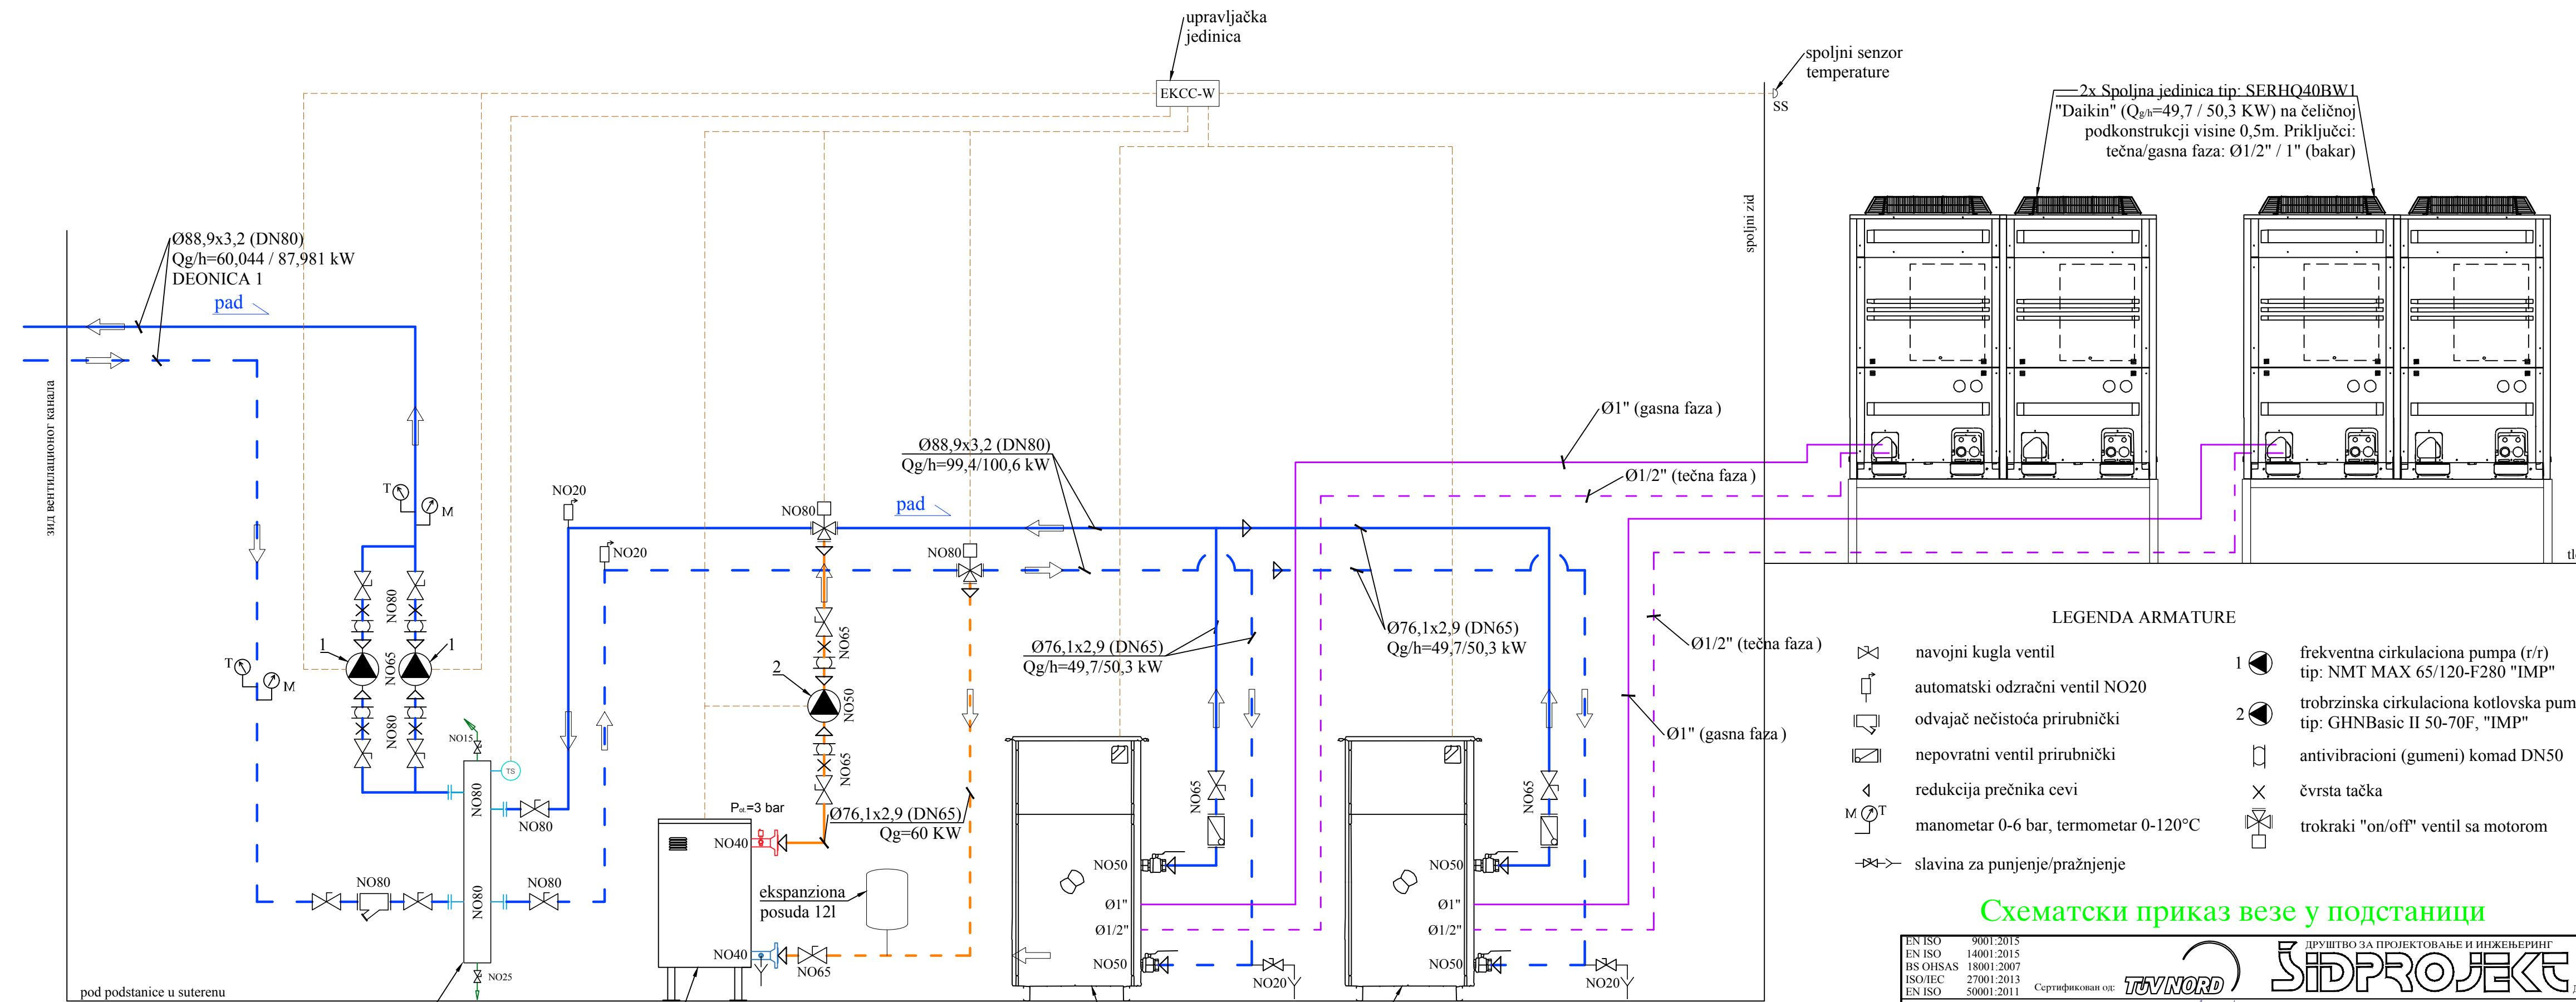 upravljačka
jedinica
EKCC-W
spoljni senzor
temperature
SS
2x Spoljna jedinica tip: SERHQ40BW1
"Daikin" (Qg/h=49,7 / 50,3 KW) na čeličnoj
podkonstrukciji visine 0,5m. Priključci:
tečna/gasna faza: Ø1/2" / 1" (bakar)
spoljni zid
Ø88,9x3,2 (DN80)
Qg/h=60,044 / 87,981 kW
DEONICA 1
pad
зид вентилационог канала
T
M
T
M
NO80
NO65
NO80
1
1
NO15
TS
NO80
NO80
NO80
NO80
NO80
NO25
NO20
NO20
NO80
NO80
Ø88,9x3,2 (DN80)
Qg/h=99,4/100,6 kW
pad
Ø1" (gasna faza)
Ø1/2" (tečna faza)
NO65
2
NO50
NO65
Ø76,1x2,9 (DN65)
Qg=60 KW
Pot.=3 bar
NO40
NO40
ekspanziona
posuda 12l
NO65
Ø76,1x2,9 (DN65)
Qg/h=49,7/50,3 kW
Ø76,1x2,9 (DN65)
Qg/h=49,7/50,3 kW
Ø1/2" (tečna faza)
Ø1" (gasna faza)
NO65
NO50
Ø1"
Ø1/2"
NO50
NO20
NO65
NO50
Ø1"
Ø1/2"
NO50
NO20
pod podstanice u suterenu
LEGENDA ARMATURE
navojni kugla ventil
automatski odzračni ventil NO20
odvajač nečistoća prirubnički
nepovratni ventil prirubnički
redukcija prečnika cevi
M T
manometar 0-6 bar, termometar 0-120°C
slavina za punjenje/pražnjenje
1
frekventna cirkulaciona pumpa (r/r)
tip: NMT MAX 65/120-F280 "IMP"
2
trobrzinska cirkulaciona kotlovska pum
tip: GHNBasic II 50-70F, "IMP"
antivibracioni (gumeni) komad DN50
čvrsta tačka
trokraki "on/off" ventil sa motorom
Схематски приказ везе у подстаници
EN ISO 9001:2015
EN ISO 14001:2015
BS OHSAS 18001:2007
ISO/IEC 27001:2013
EN ISO 50001:2011
Сертификован од:
TÜV NORD
ДРУШТВО ЗА ПРОЈЕКТОВАЊЕ И ИНЖЕЊЕРИНГ
ŠIDPROJEKT